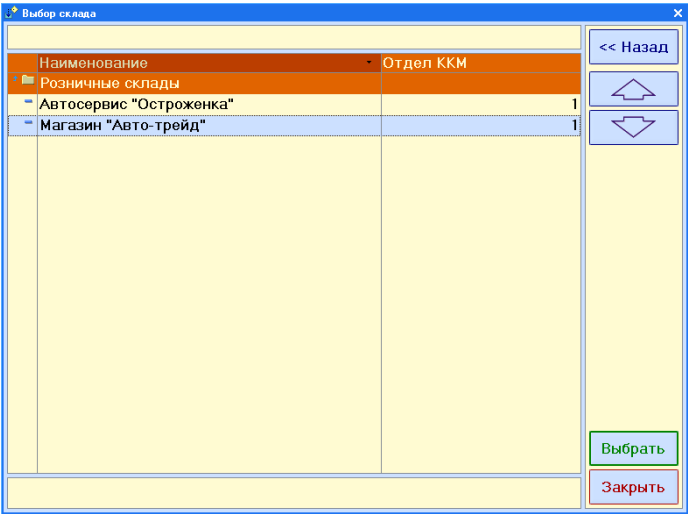 Выбор склада
<< Назад
Наименование Отдел ККМ
Розничные склады
Автосервис "Остроженка" 1
Магазин "Авто-трейд" 1
Выбрать
Закрыть